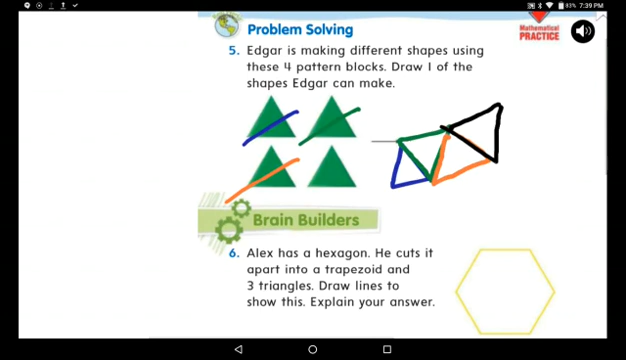 93% 7:39 PM
Problem Solving
Mathematical
PRACTICE
5. Edgar is making different shapes using
these 4 pattern blocks. Draw 1 of the
shapes Edgar can make.
Brain Builders
6. Alex has a hexagon. He cuts it
apart into a trapezoid and
3 triangles. Draw lines to
show this. Explain your answer.